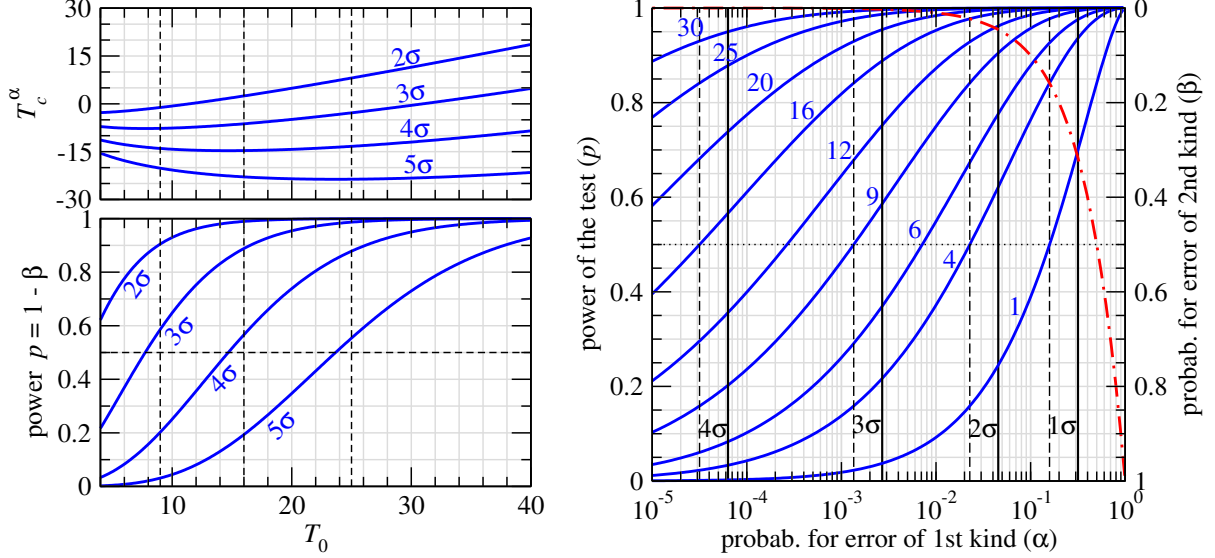 30
15
0
-15
-30
T_c^α
2σ
3σ
4σ
5σ
1
0.8
0.6
0.4
0.2
0
power p = 1 - β
2σ
3σ
4σ
5σ
10
20
30
40
T_0
1
0.8
0.6
0.4
0.2
0
power of the test (p)
30
25
20
16
12
9
6
4
1
4σ
3σ
2σ
1σ
0
0.2
0.4
0.6
0.8
1
probab. for error of 2nd kind (β)
10^-5
10^-4
10^-3
10^-2
10^-1
10^0
probab. for error of 1st kind (α)